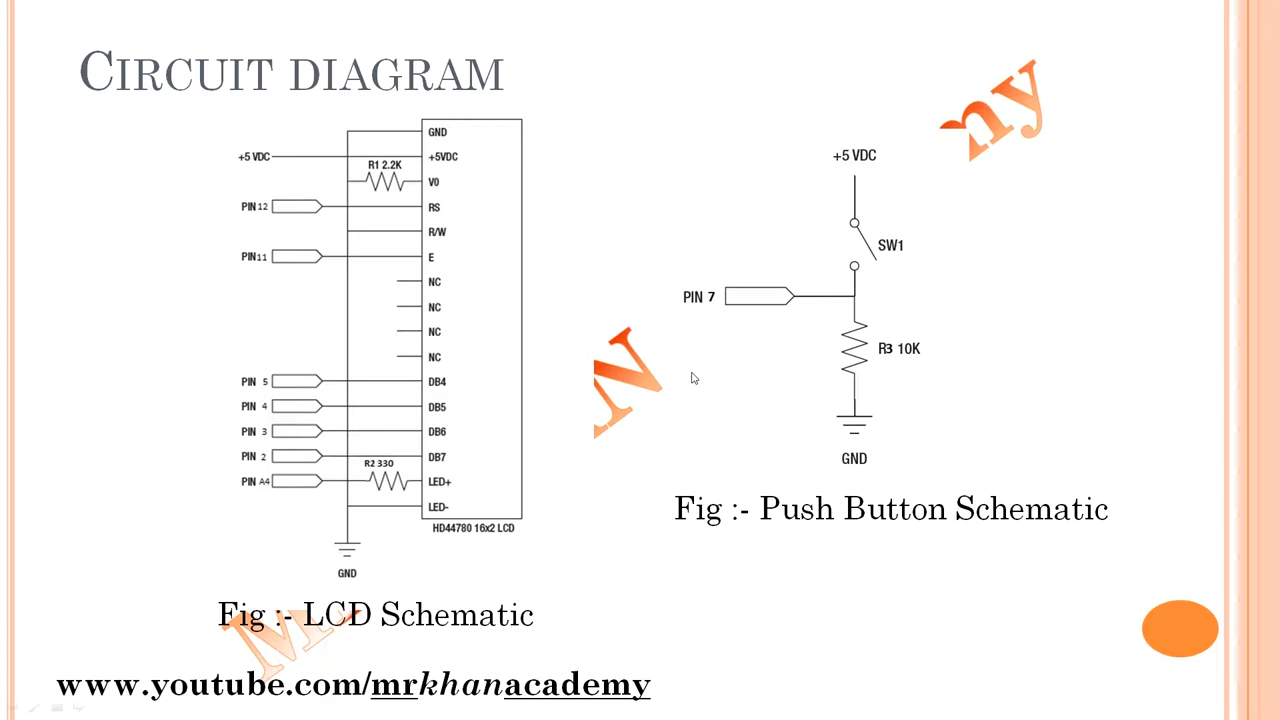 CIRCUIT DIAGRAM
GND
+5 VDC
+5VDC
R1 2.2K
V0
PIN 12
RS
R/W
PIN 11
E
NC
NC
NC
NC
PIN 5
DB4
PIN 4
DB5
PIN 3
DB6
PIN 2
DB7
R2 330
PIN A4
LED+
LED-
HD44780 16x2 LCD
GND
Fig :- LCD Schematic
+5 VDC
SW1
PIN 7
R3 10K
GND
Fig :- Push Button Schematic
my
N
M
www.youtube.com/mrkhanacademy